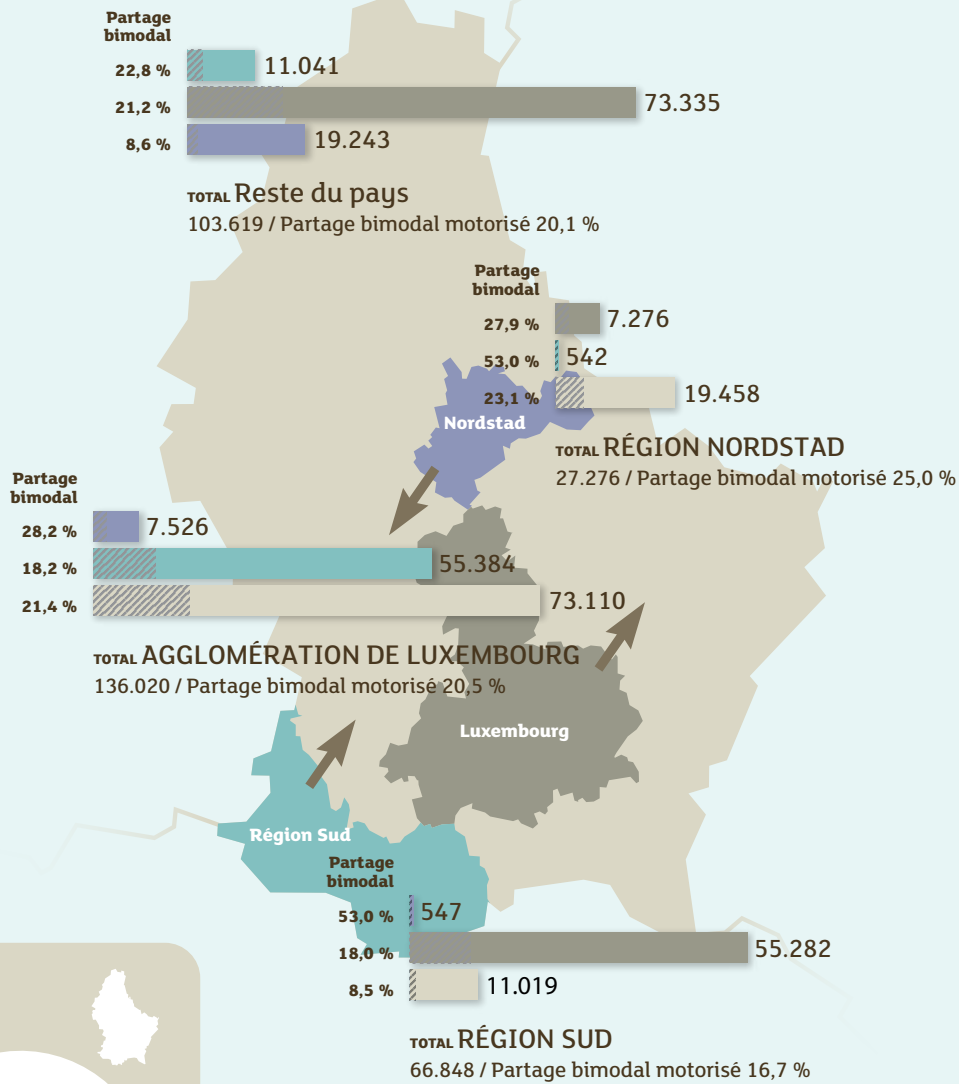 Partage
bimodal
22,8 % 11.041
21,2 % 73.335
8,6 % 19.243
TOTAL Reste du pays
103.619 / Partage bimodal motorisé 20,1 %
Partage
bimodal
27,9 % 7.276
53,0 % 542
23,1 % 19.458
Nordstad
TOTAL RÉGION NORDSTAD
27.276 / Partage bimodal motorisé 25,0 %
Partage
bimodal
28,2 % 7.526
18,2 % 55.384
21,4 % 73.110
TOTAL AGGLOMÉRATION DE LUXEMBOURG
136.020 / Partage bimodal motorisé 20,5 %
Luxembourg
Région Sud
Partage
bimodal
53,0 % 547
18,0 % 55.282
8,5 % 11.019
TOTAL RÉGION SUD
66.848 / Partage bimodal motorisé 16,7 %